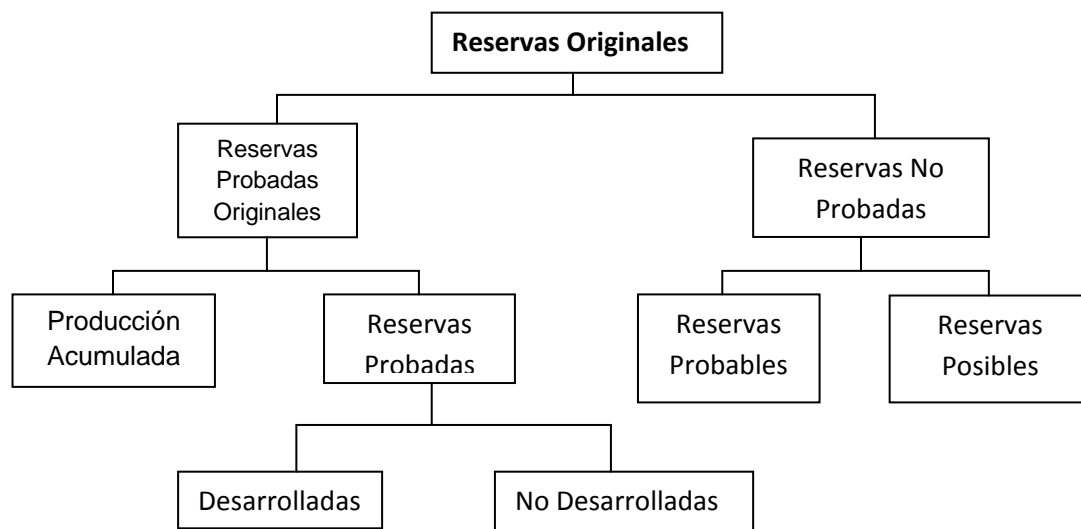 Reservas Originales
Reservas
Probadas
Originales
Reservas No
Probadas
Producción
Acumulada
Reservas
Probadas
Reservas
Probables
Reservas
Posibles
Desarrolladas
No Desarrolladas